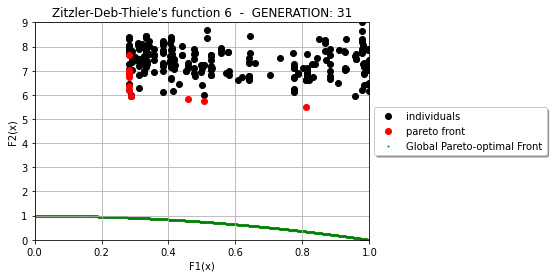 Zitzler-Deb-Thiele's function 6 - GENERATION: 31
9
8
7
6
5
4
3
2
1
0
F2(x)
0.0 0.2 0.4 0.6 0.8 1.0
F1(x)
individuals
pareto front
Global Pareto-optimal Front